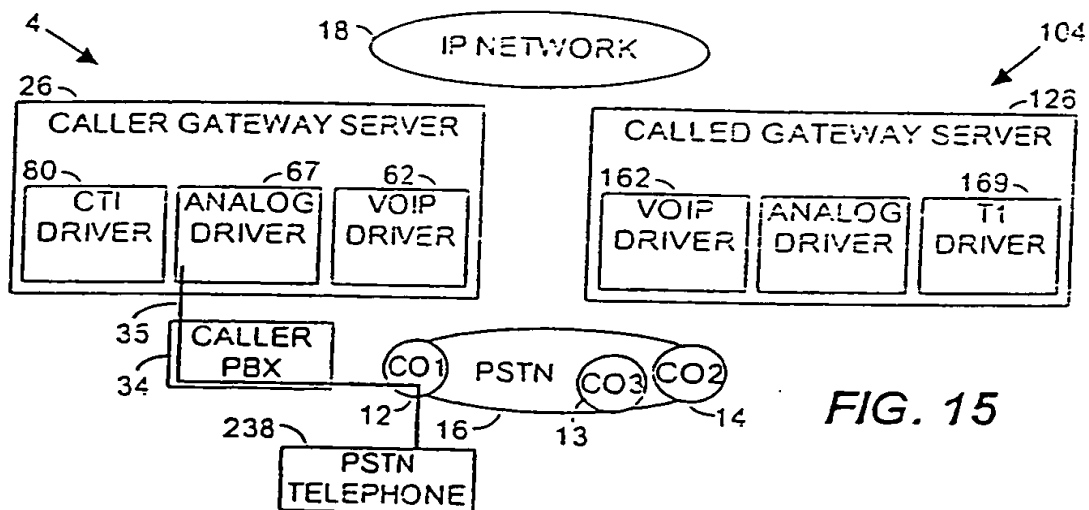 4
18
IP NETWORK
104
26
126
CALLER GATEWAY SERVER
CALLED GATEWAY SERVER
80
67
62
162
169
CTI
DRIVER
ANALOG
DRIVER
VOIP
DRIVER
VOIP
DRIVER
ANALOG
DRIVER
T1
DRIVER
35
CALLER
PBX
34
CO1
PSTN
CO3
CO2
12
16
13
14
FIG. 15
238
PSTN
TELEPHONE